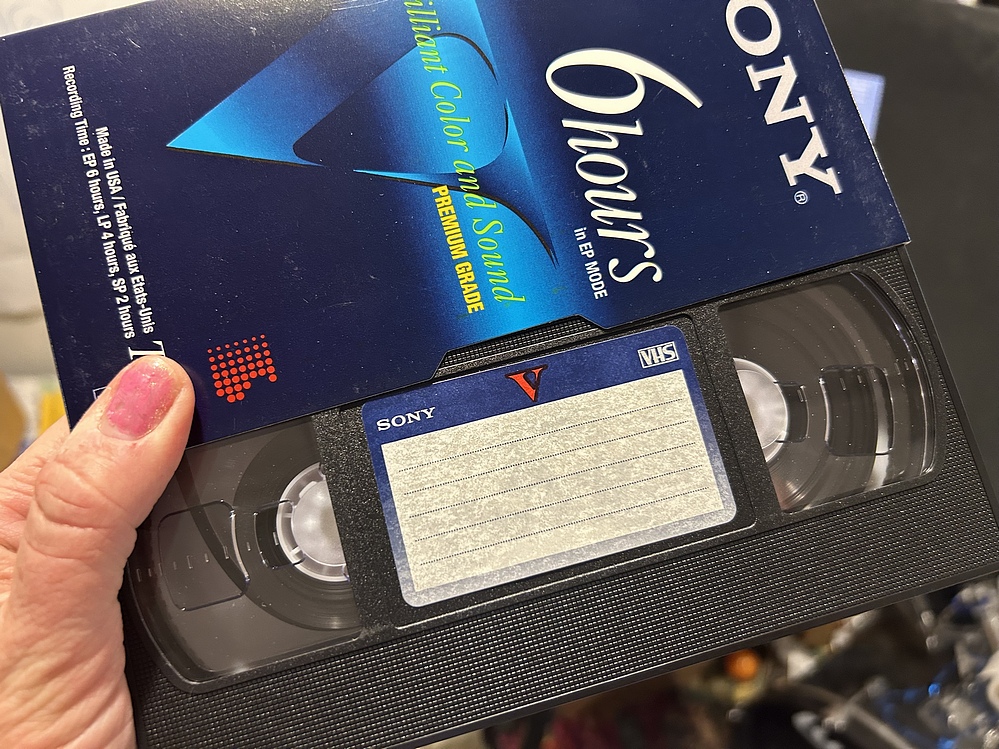 SONY®
6hours
in EP MODE
Brilliant Color and Sound
PREMIUM GRADE
Made in USA / Fabriqué aux Etats-Unis
Recording Time : EP 6 hours, LP 4 hours, SP 2 hours
SONY
V
VHS